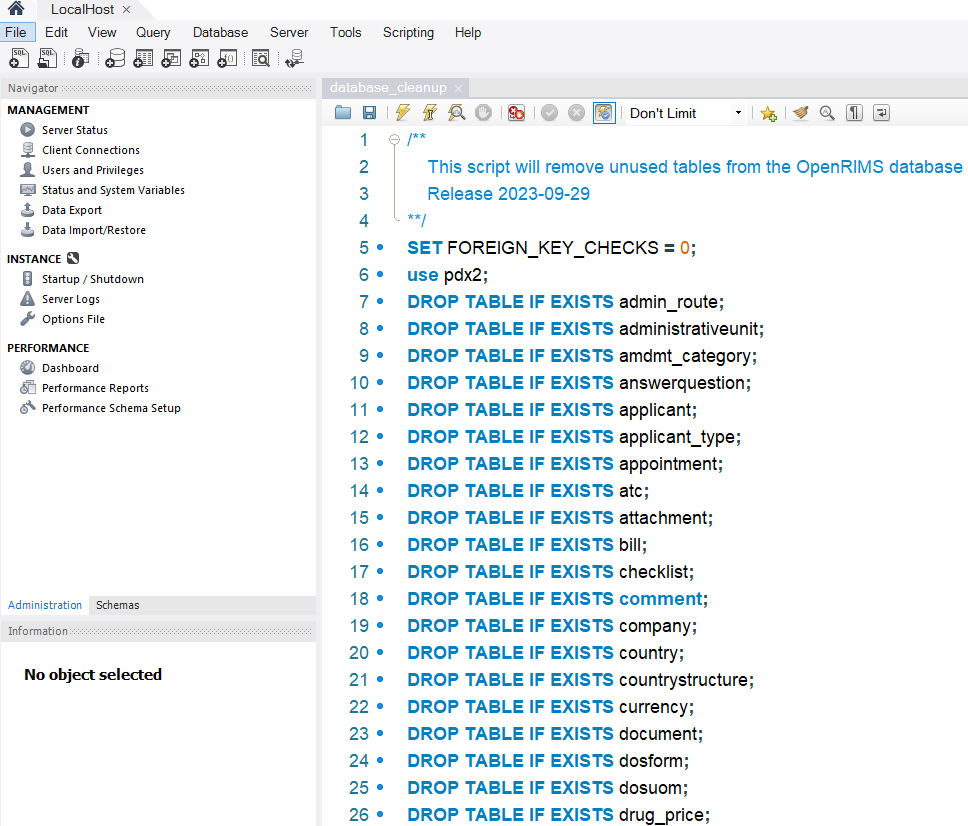 LocalHost ×
File Edit View Query Database Server Tools Scripting Help
SQL SQL
Navigator
MANAGEMENT
Server Status
Client Connections
Users and Privileges
Status and System Variables
Data Export
Data Import/Restore
INSTANCE
Startup / Shutdown
Server Logs
Options File
PERFORMANCE
Dashboard
Performance Reports
Performance Schema Setup
Administration Schemas
Information
No object selected
database_cleanup ×
Don't Limit
1 /**
2 This script will remove unused tables from the OpenRIMS database
3 Release 2023-09-29
4 **/
5 SET FOREIGN_KEY_CHECKS = 0;
6 use pdx2;
7 DROP TABLE IF EXISTS admin_route;
8 DROP TABLE IF EXISTS administrativeunit;
9 DROP TABLE IF EXISTS amdmt_category;
10 DROP TABLE IF EXISTS answerquestion;
11 DROP TABLE IF EXISTS applicant;
12 DROP TABLE IF EXISTS applicant_type;
13 DROP TABLE IF EXISTS appointment;
14 DROP TABLE IF EXISTS atc;
15 DROP TABLE IF EXISTS attachment;
16 DROP TABLE IF EXISTS bill;
17 DROP TABLE IF EXISTS checklist;
18 DROP TABLE IF EXISTS comment;
19 DROP TABLE IF EXISTS company;
20 DROP TABLE IF EXISTS country;
21 DROP TABLE IF EXISTS countrystructure;
22 DROP TABLE IF EXISTS currency;
23 DROP TABLE IF EXISTS document;
24 DROP TABLE IF EXISTS dosform;
25 DROP TABLE IF EXISTS dosuom;
26 DROP TABLE IF EXISTS drug_price;